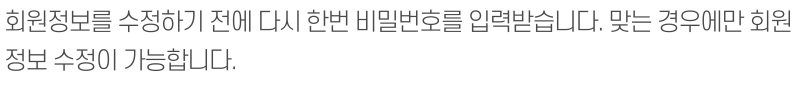 회원정보를 수정하기 전에 다시 한번 비밀번호를 입력받습니다. 맞는 경우에만 회원
정보 수정이 가능합니다.